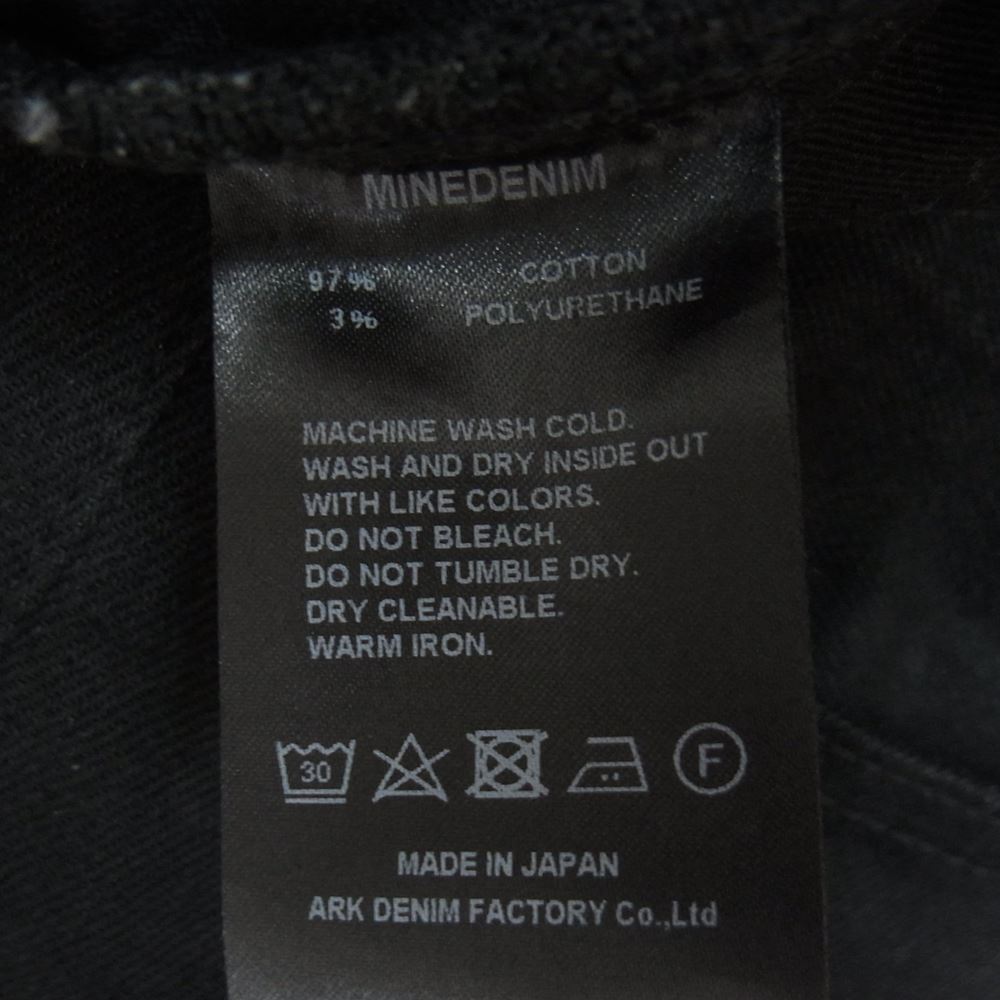 MINEDENIM
97% COTTON
3% POLYURETHANE
MACHINE WASH COLD.
WASH AND DRY INSIDE OUT
WITH LIKE COLORS.
DO NOT BLEACH.
DO NOT TUMBLE DRY.
DRY CLEANABLE.
WARM IRON.
30 F
MADE IN JAPAN
ARK DENIM FACTORY Co.,Ltd